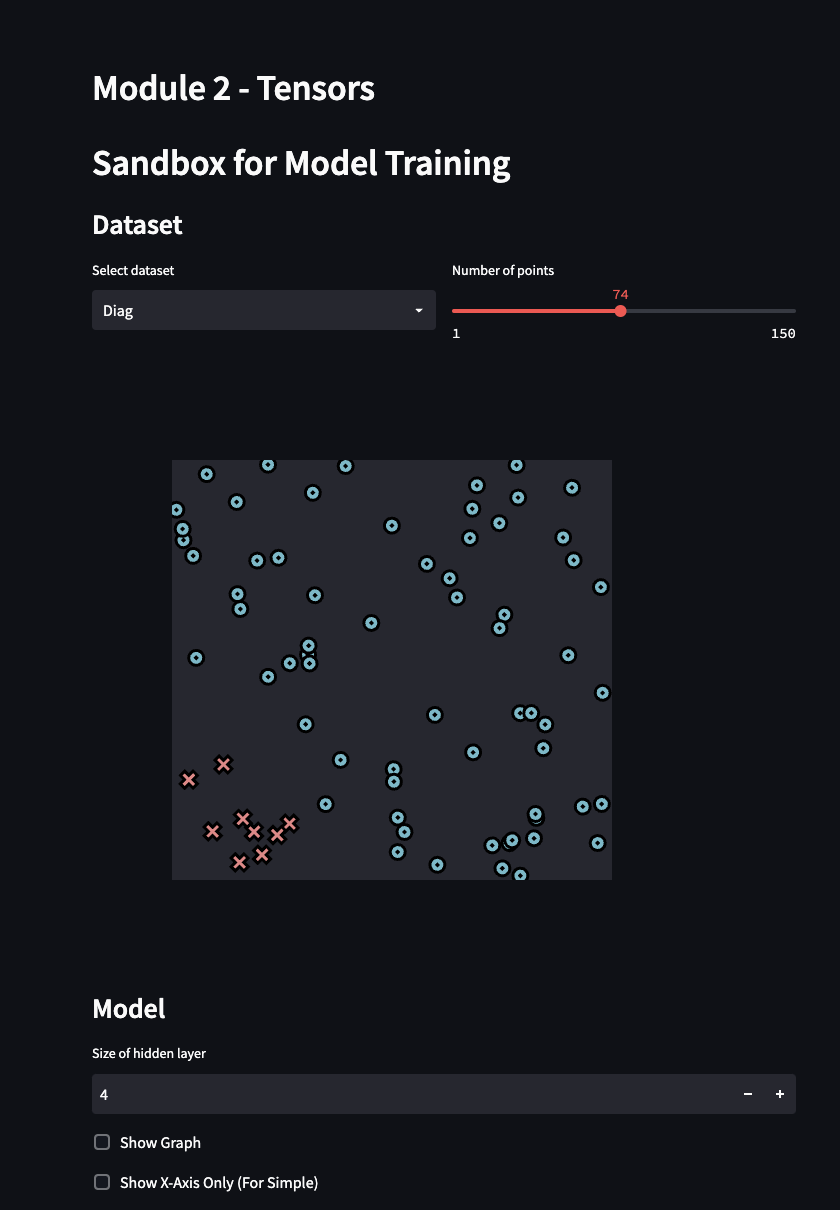 Module 2 - Tensors
Sandbox for Model Training
Dataset
Select dataset
Number of points
Diag
74
1
150
Model
Size of hidden layer
4
Show Graph
Show X-Axis Only (For Simple)